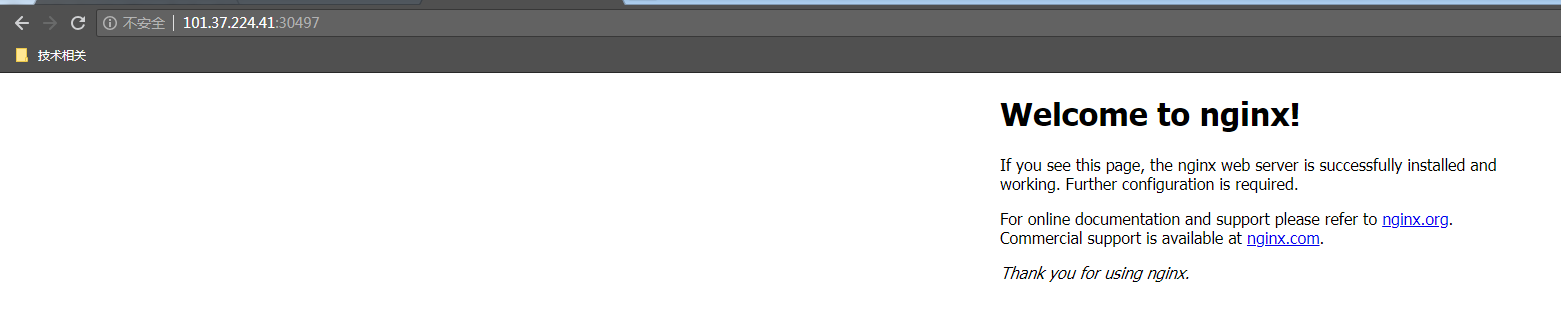 不安全 101.37.224.41:30497
技术相关
Welcome to nginx!
If you see this page, the nginx web server is successfully installed and
working. Further configuration is required.
For online documentation and support please refer to nginx.org.
Commercial support is available at nginx.com.
Thank you for using nginx.